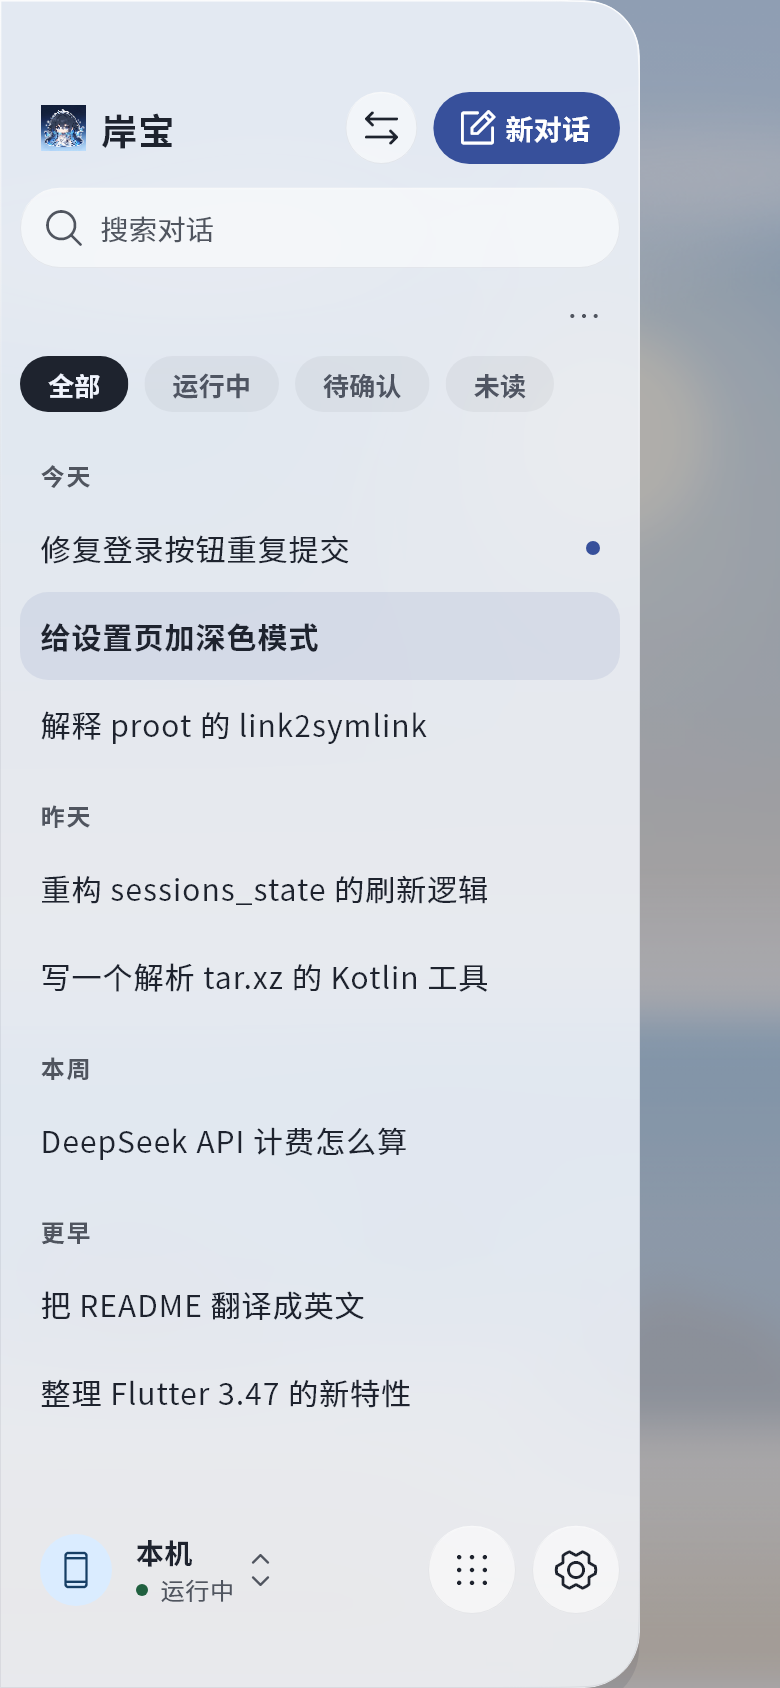 岸宝
新对话
搜索对话
全部 运行中 待确认 未读
今天
修复登录按钮重复提交
给设置页加深色模式
解释 proot 的 link2symlink
昨天
重构 sessions_state 的刷新逻辑
写一个解析 tar.xz 的 Kotlin 工具
本周
DeepSeek API 计费怎么算
更早
把 README 翻译成英文
整理 Flutter 3.47 的新特性
本机
运行中